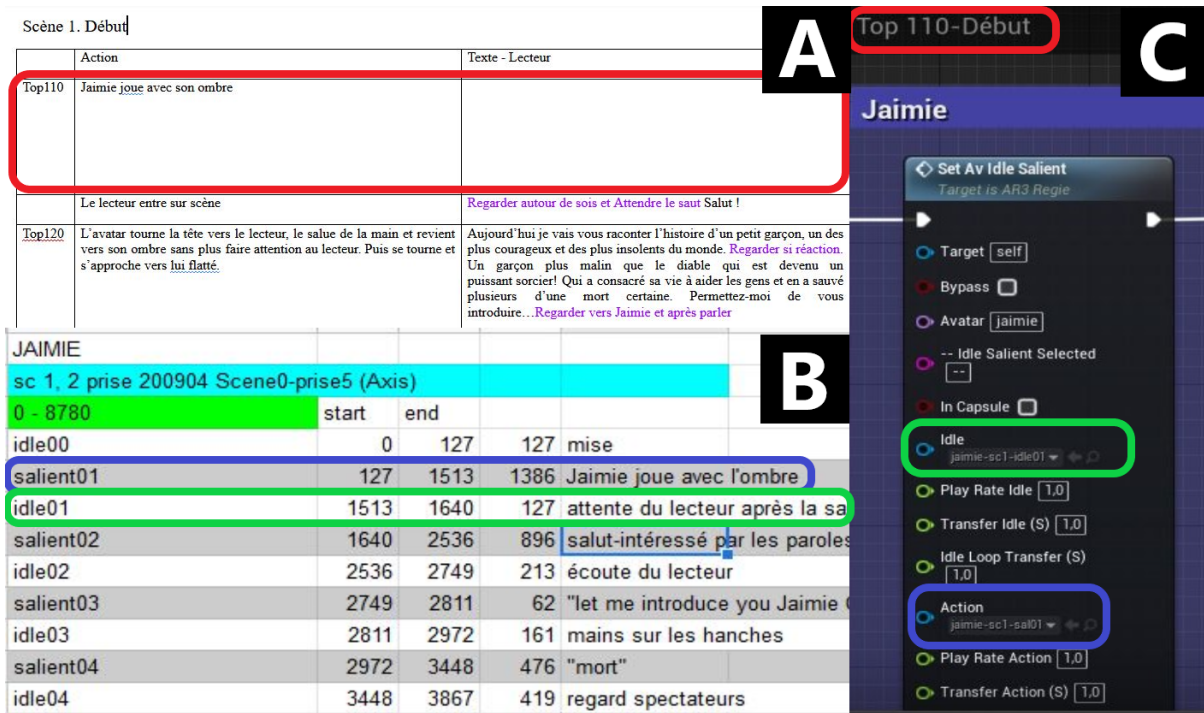 Scène 1. Début
A
Action Texte - Lecteur
Top110 Jaimie joue avec son ombre
Le lecteur entre sur scène Regarder autour de sois et Attendre le saut Salut !
Top120 L'avatar tourne la tête vers le lecteur, le salue de la main et revient
vers son ombre sans plus faire attention au lecteur. Puis se tourne et
s'approche vers lui flatté.
Aujourd'hui je vais vous raconter l'histoire d'un petit garçon, un des
plus courageux et des plus insolents du monde. Regarder si réaction.
Un garçon plus malin que le diable qui est devenu un
puissant sorcier! Qui a consacré sa vie à aider les gens et en a sauvé
plusieurs d'une mort certaine. Permettez-moi de vous
introduire…Regarder vers Jaimie et après parler
B
JAIMIE
sc 1, 2 prise 200904 Scene0-prise5 (Axis)
0 - 8780 start end
idle00 0 127 127 mise
salient01 127 1513 1386 Jaimie joue avec l'ombre
idle01 1513 1640 127 attente du lecteur après la sa
salient02 1640 2536 896 salut-intéressé par les paroles
idle02 2536 2749 213 écoute du lecteur
salient03 2749 2811 62 "let me introduce you Jaimie
idle03 2811 2972 161 mains sur les hanches
salient04 2972 3448 476 "mort"
idle04 3448 3867 419 regard spectateurs
C
Top 110-Début
Jaimie
Set Av Idle Salient
Target is AR3 Regie
Target self
Bypass
Avatar jaimie
-- Idle Salient Selected
--
In Capsule
Idle
jaimie-sc1-idle01
Play Rate Idle 1,0
Transfer Idle (S) 1,0
Idle Loop Transfer (S)
1,0
Action
jaimie-sc1-sal01
Play Rate Action 1,0
Transfer Action (S) 1,0